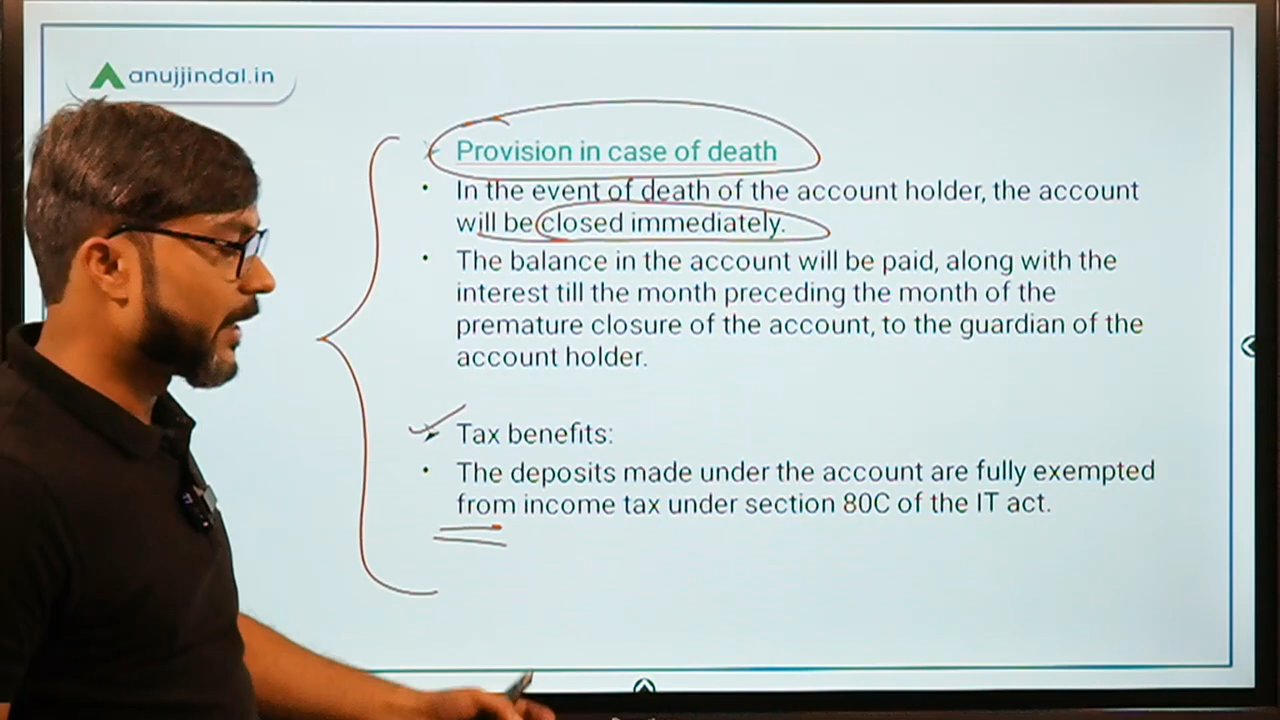 anujjindal.in
Provision in case of death
• In the event of death of the account holder, the account
will be closed immediately.
• The balance in the account will be paid, along with the
interest till the month preceding the month of the
premature closure of the account, to the guardian of the
account holder.
Tax benefits:
• The deposits made under the account are fully exempted
from income tax under section 80C of the IT act.